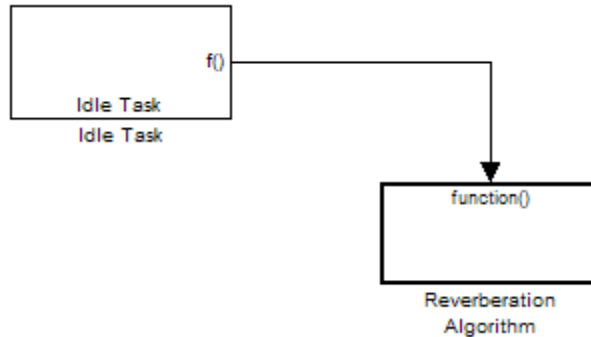 f()
Idle Task
Idle Task
function()
Reverberation
Algorithm